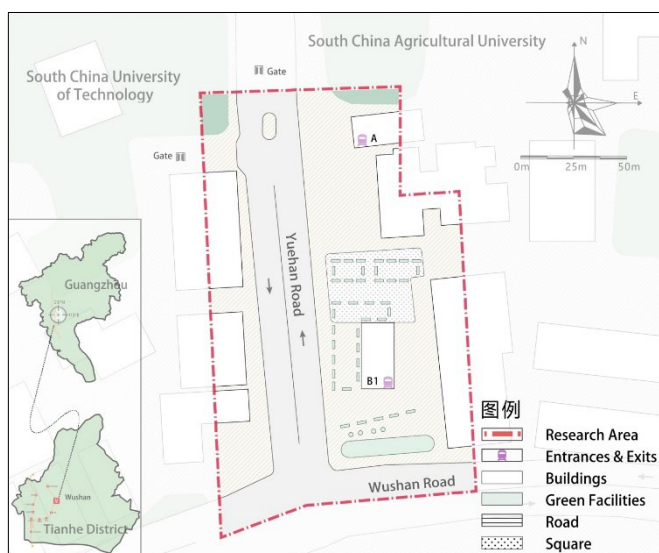 South China Agricultural University
South China University
of Technology
Gate
Gate
N
E
0m 25m 50m
A
Yuehan Road
B1
Wushan Road
Guangzhou
Wushan
Tianhe District
图例
Research Area
Entrances & Exits
Buildings
Green Facilities
Road
Square